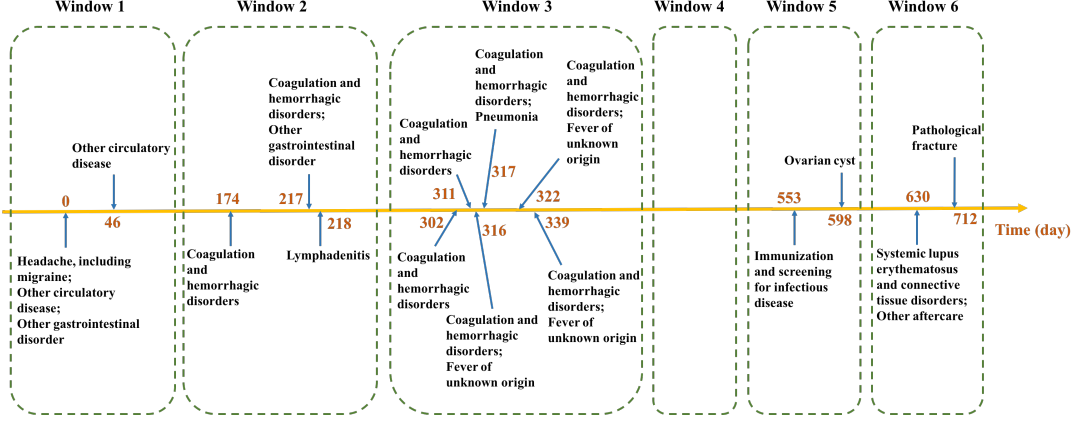 Window 1
Window 2
Window 3
Window 4
Window 5
Window 6
0
Headache, including
migraine;
Other circulatory
disease;
Other gastrointestinal
disorder
Other circulatory
disease
46
174
Coagulation
and
hemorrhagic
disorders
Coagulation and
hemorrhagic
disorders;
Other
gastrointestinal
disorder
217
218
Lymphadenitis
302
Coagulation
and
hemorrhagic
disorders
Coagulation
and
hemorrhagic
disorders
311
316
Coagulation and
hemorrhagic
disorders;
Fever of
unknown origin
Coagulation
and
hemorrhagic
disorders;
Pneumonia
317
Coagulation
and
hemorrhagic
disorders;
Fever of
unknown
origin
322
339
Coagulation and
hemorrhagic
disorders;
Fever of
unknown origin
553
Immunization
and screening
for infectious
disease
Ovarian cyst
598
630
Systemic lupus
erythematosus
and connective
tissue disorders;
Other aftercare
Pathological
fracture
712
Time (day)